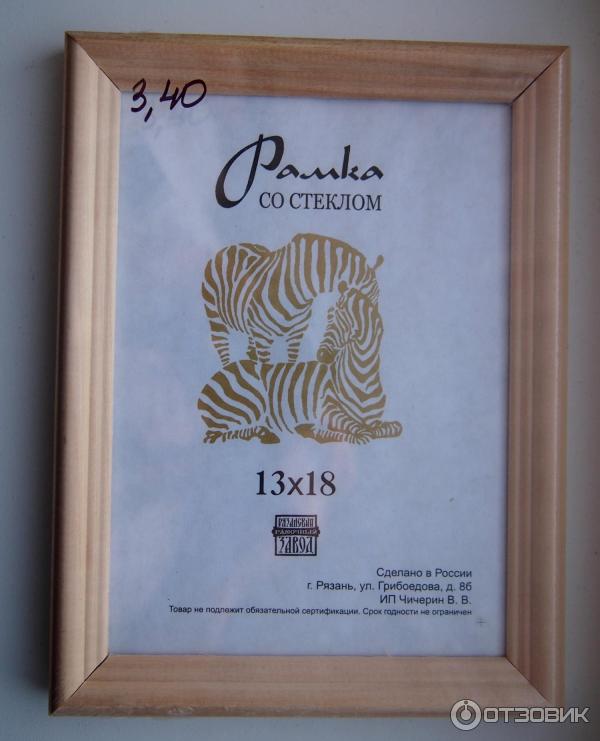 3,40
Рамка
СО СТЕКЛОМ
13х18
РЯЗАНСКИЙ
РАМОЧНЫЙ
ЗАВОД
Сделано в России
г. Рязань, ул. Грибоедова, д. 8б
ИП Чичерин В. В.
Товар не подлежит обязательной сертификации. Срок годности не ограничен
ОТЗОВИК